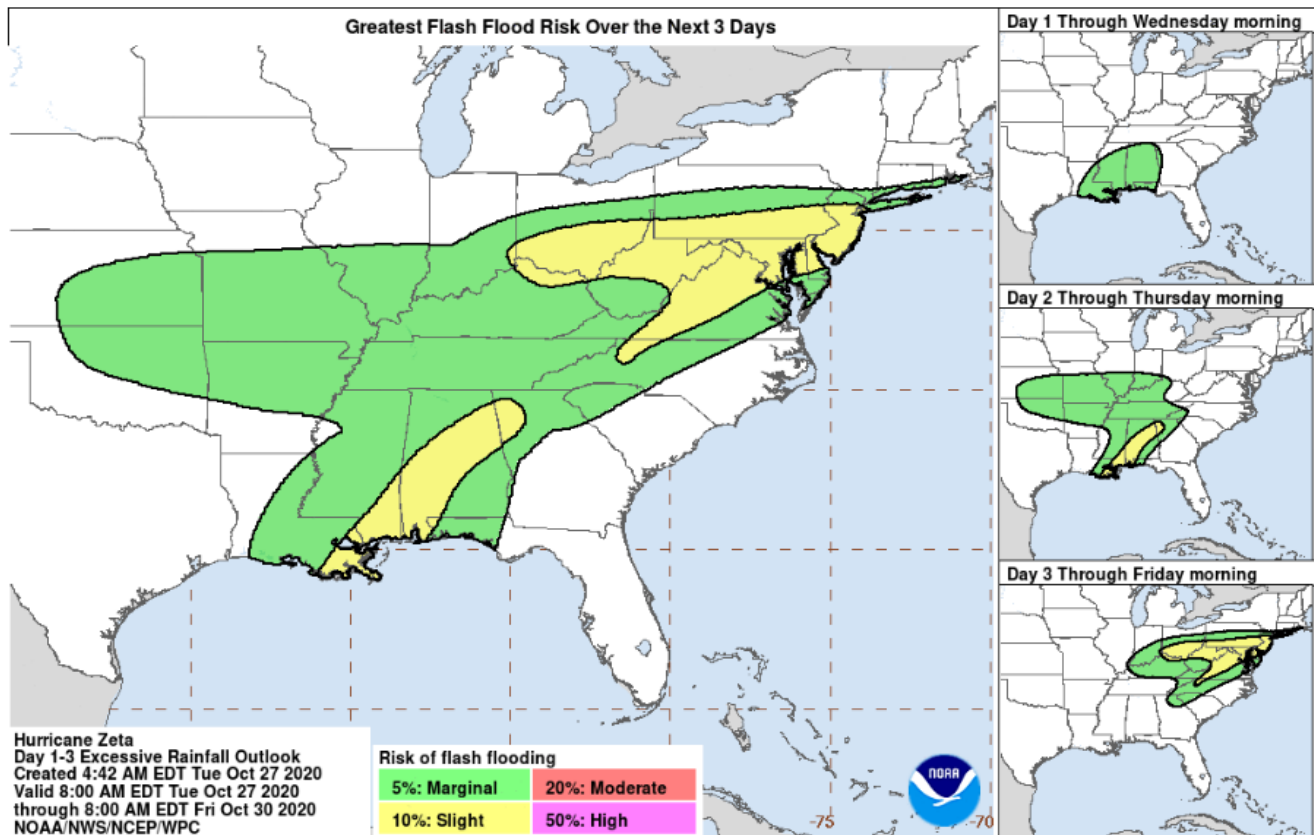 Greatest Flash Flood Risk Over the Next 3 Days
Day 1 Through Wednesday morning
Day 2 Through Thursday morning
Day 3 Through Friday morning
Hurricane Zeta
Day 1-3 Excessive Rainfall Outlook
Created 4:42 AM EDT Tue Oct 27 2020
Valid 8:00 AM EDT Tue Oct 27 2020
through 8:00 AM EDT Fri Oct 30 2020
NOAA/NWS/NCEP/WPC
Risk of flash flooding
5%: Marginal
20%: Moderate
10%: Slight
50%: High
NOAA
-75
-70